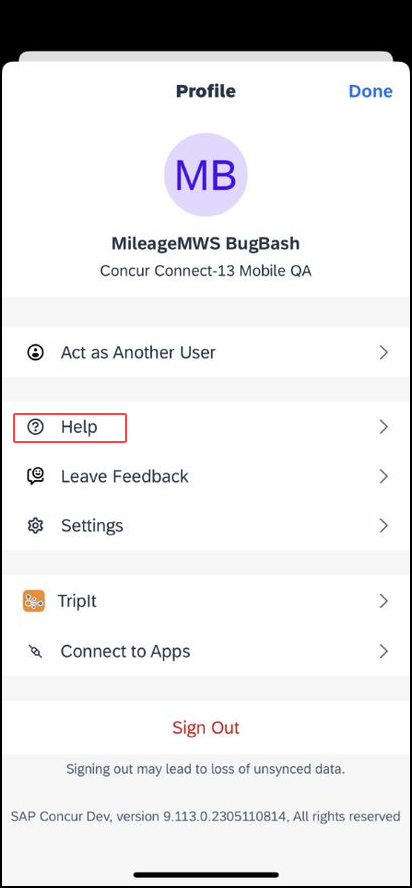 Profile
Done
MB
MileageMWS BugBash
Concur Connect-13 Mobile QA
Act as Another User
Help
Leave Feedback
Settings
TripIt
Connect to Apps
Sign Out
Signing out may lead to loss of unsynced data.
SAP Concur Dev, version 9.113.0.2305110814, All rights reserved